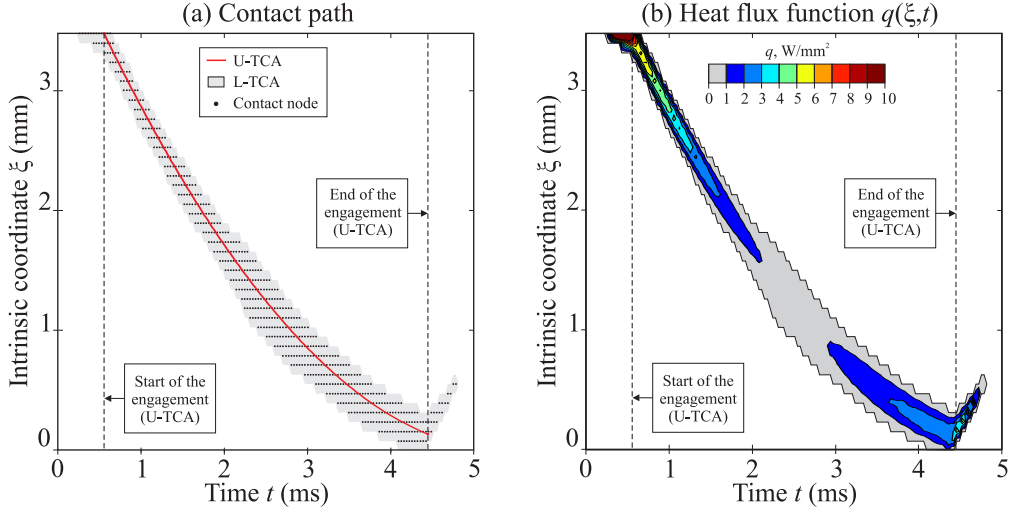 (a) Contact path
U-TCA
L-TCA
Contact node
End of the
engagement
(U-TCA)
Start of the
engagement
(U-TCA)
Intrinsic coordinate ξ (mm)
3
2
1
0
0 1 2 3 4 5
Time t (ms)
(b) Heat flux function q(ξ,t)
q, W/mm²
0 1 2 3 4 5 6 7 8 9 10
End of the
engagement
(U-TCA)
Start of the
engagement
(U-TCA)
Intrinsic coordinate ξ (mm)
3
2
1
0
0 1 2 3 4 5
Time t (ms)